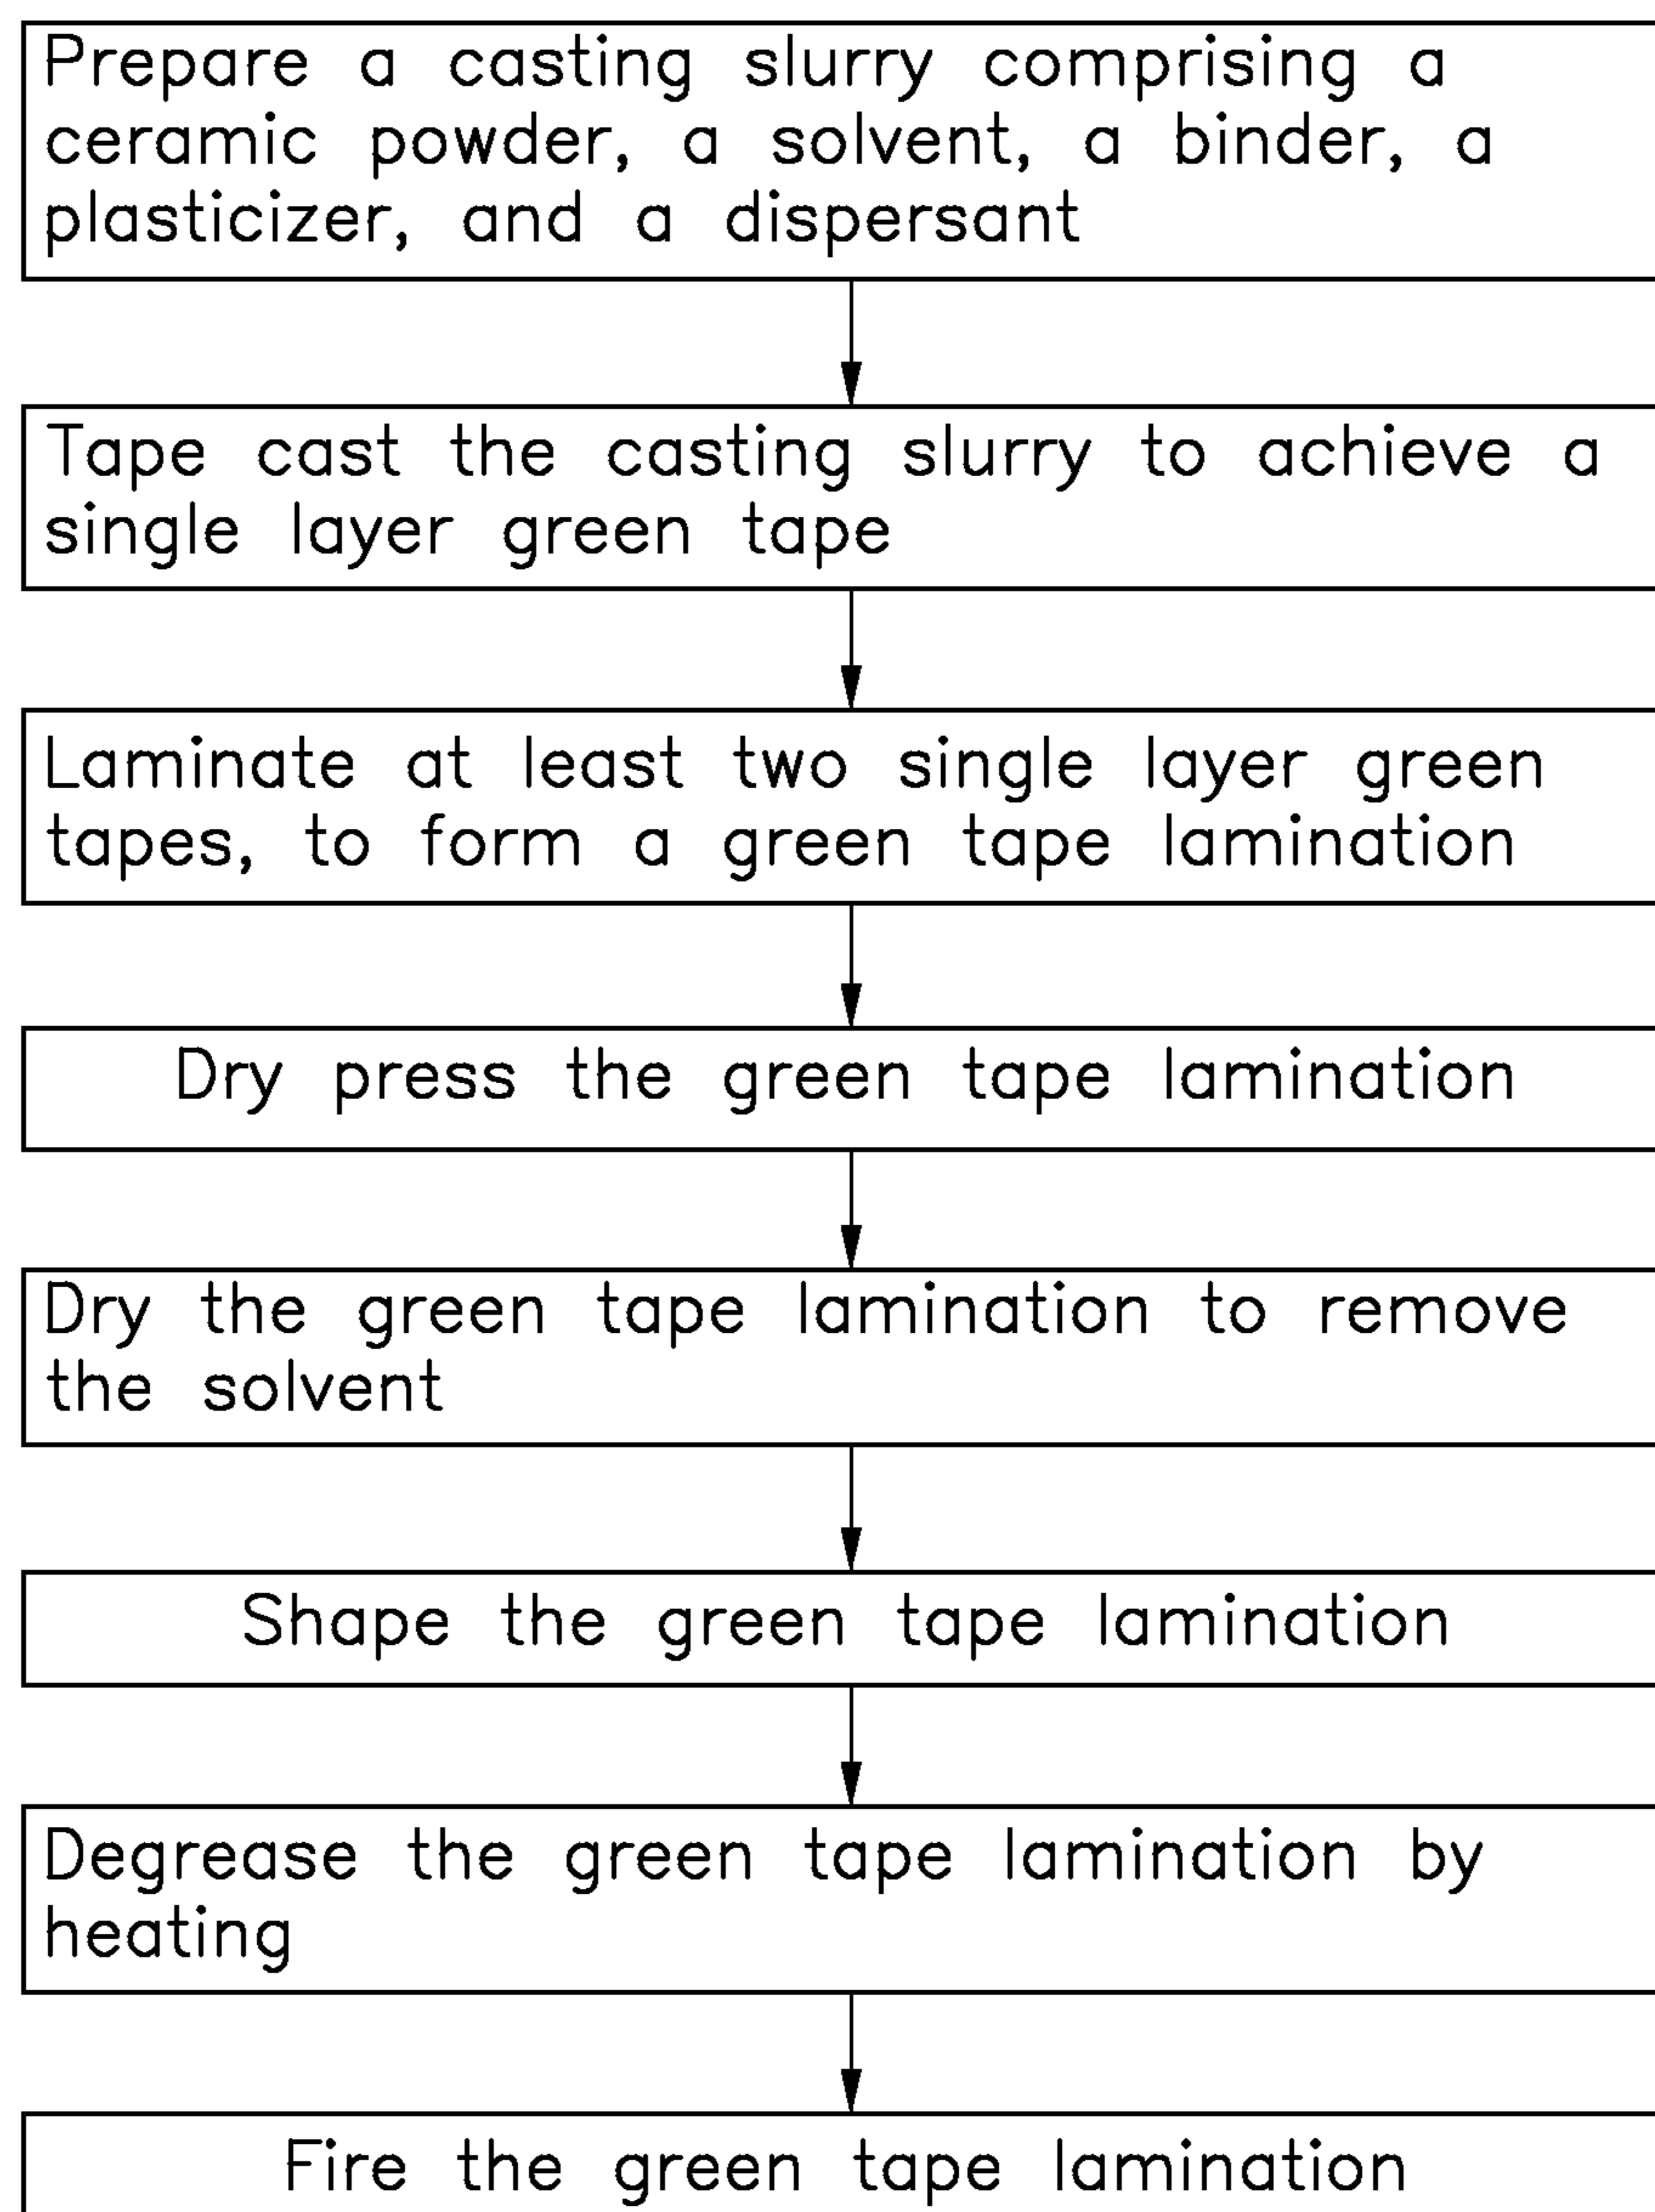 Prepare a casting slurry comprising a
ceramic powder, a solvent, a binder, a
plasticizer, and a dispersant
Tape cast the casting slurry to achieve a
single layer green tape
Laminate at least two single layer green
tapes, to form a green tape lamination
Dry press the green tape lamination
Dry the green tape lamination to remove
the solvent
Shape the green tape lamination
Degrease the green tape lamination by
heating
Fire the green tape lamination